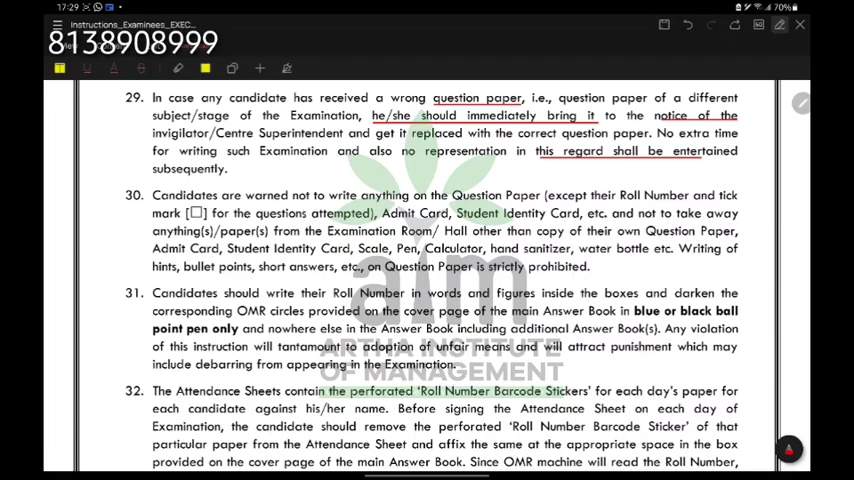 17:29
70%
Instructions_Examinees_EXEC...
8138908999
29. In case any candidate has received a wrong question paper, i.e., question paper of a different
subject/stage of the Examination, he/she should immediately bring it to the notice of the
invigilator/Centre Superintendent and get it replaced with the correct question paper. No extra time
for writing such Examination and also no representation in this regard shall be entertained
subsequently.
30. Candidates are warned not to write anything on the Question Paper (except their Roll Number and tick
mark [☐] for the questions attempted), Admit Card, Student Identity Card, etc. and not to take away
anything(s)/paper(s) from the Examination Room/ Hall other than copy of their own Question Paper,
Admit Card, Student Identity Card, Scale, Pen, Calculator, hand sanitizer, water bottle etc. Writing of
hints, bullet points, short answers, etc., on Question Paper is strictly prohibited.
31. Candidates should write their Roll Number in words and figures inside the boxes and darken the
corresponding OMR circles provided on the cover page of the main Answer Book in blue or black ball
point pen only and nowhere else in the Answer Book including additional Answer Book(s). Any violation
of this instruction will tantamount to adoption of unfair means and will attract punishment which may
include debarring from appearing in the Examination.
aim
ARTHA INSTITUTE
OF MANAGEMENT
32. The Attendance Sheets contain the perforated 'Roll Number Barcode Stickers' for each day's paper for
each candidate against his/her name. Before signing the Attendance Sheet on each day of
Examination, the candidate should remove the perforated 'Roll Number Barcode Sticker' of that
particular paper from the Attendance Sheet and affix the same at the appropriate space in the box
provided on the cover page of the main Answer Book. Since OMR machine will read the Roll Number,